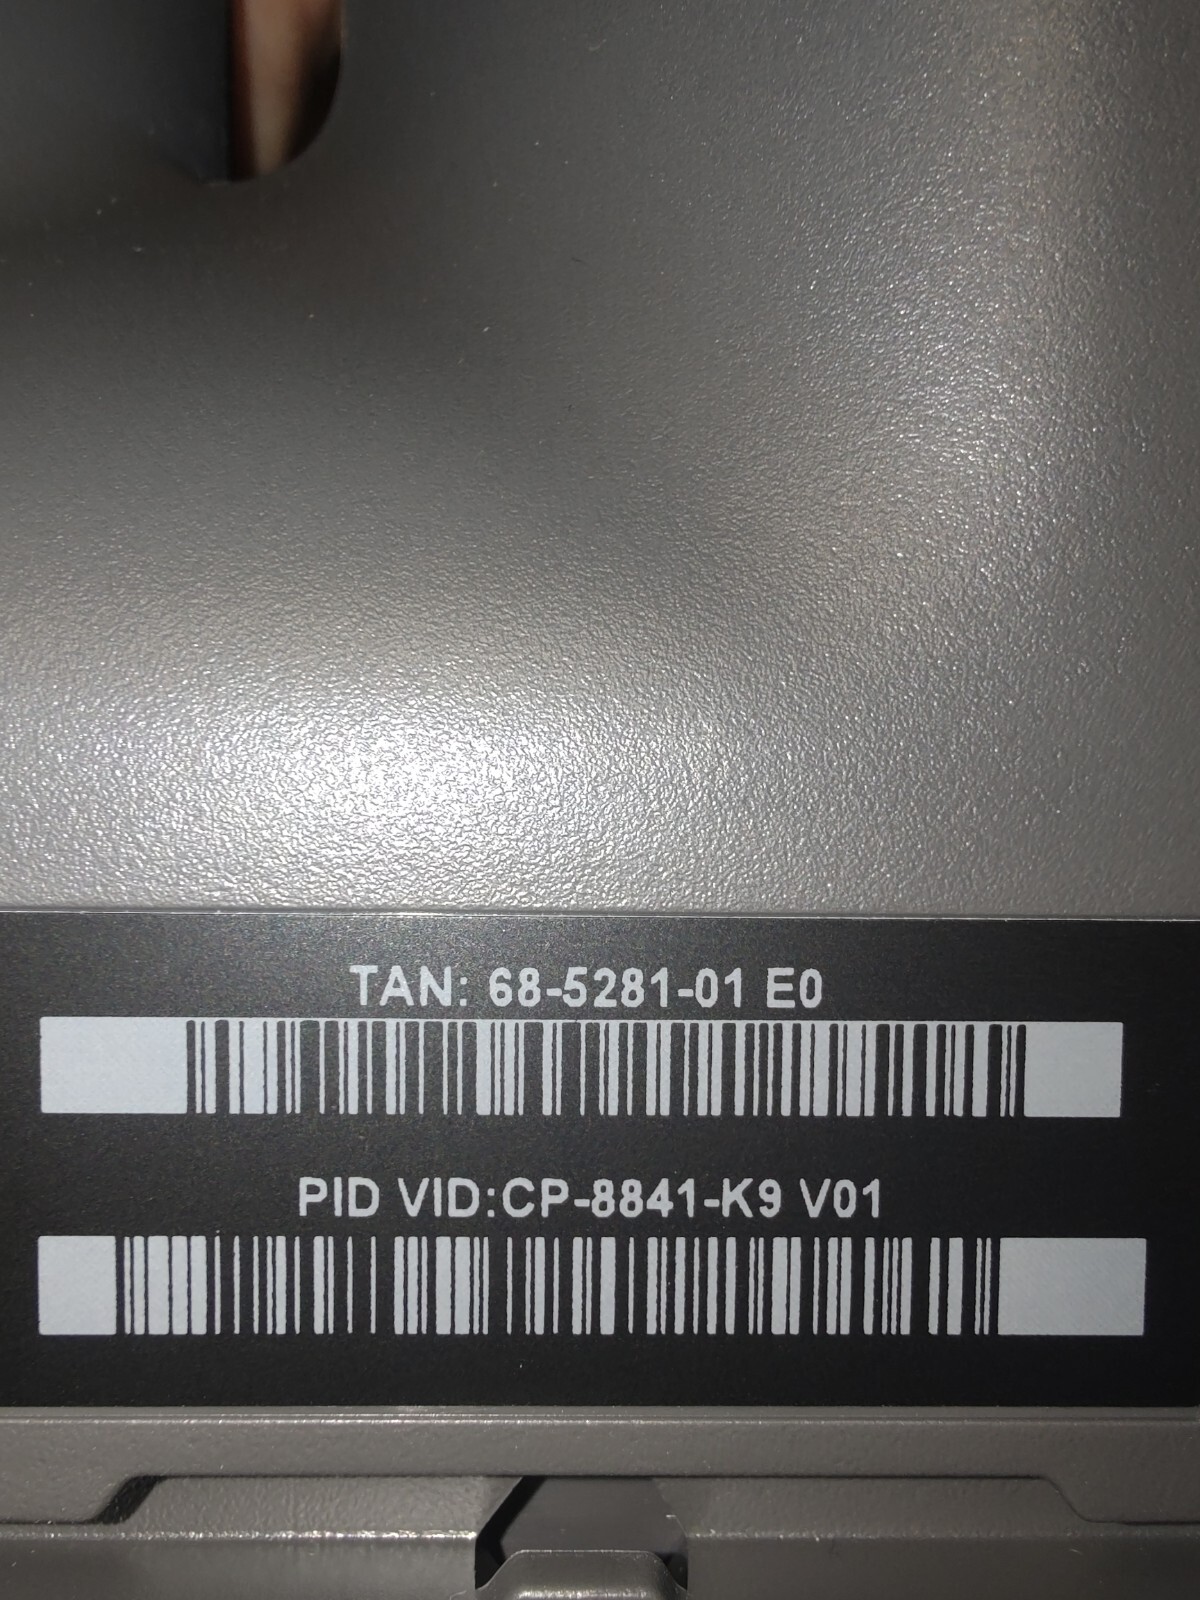 TAN: 68-5281-01 E0
PID VID:CP-8841-K9 V01